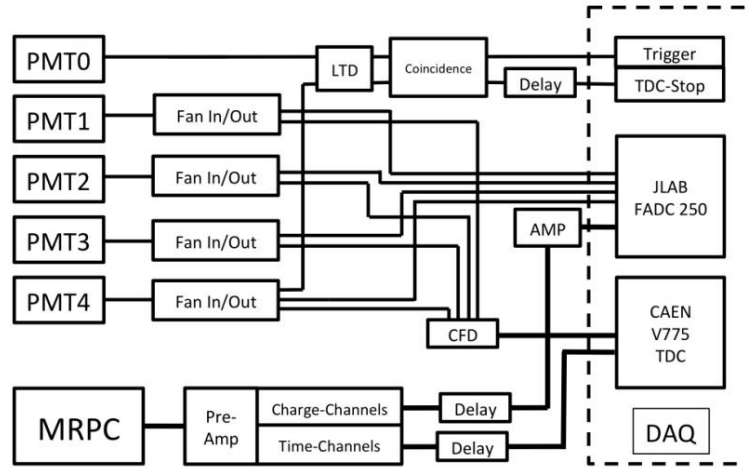 PMT0
LTD
Coincidence
Trigger
Delay
TDC-Stop
PMT1
Fan In/Out
PMT2
Fan In/Out
JLAB
FADC 250
PMT3
Fan In/Out
AMP
PMT4
Fan In/Out
CFD
CAEN
V775
TDC
MRPC
Pre-
Amp
Charge-Channels
Delay
Time-Channels
Delay
DAQ